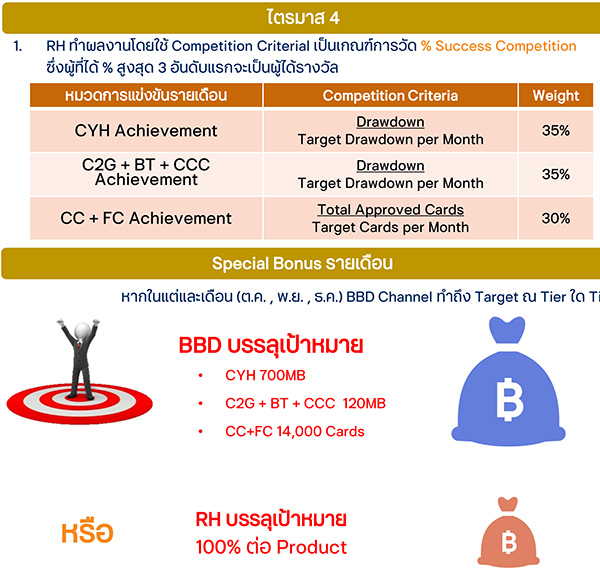 ไตรมาส 4
1. RH ทำผลงานโดยใช้ Competition Criterial เป็นเกณฑ์การวัด % Success Competition
ซึ่งผู้ที่ได้ % สูงสุด 3 อันดับแรกจะเป็นผู้ได้รางวัล
หมวดการแข่งขันรายเดือน Competition Criteria Weight
CYH Achievement Drawdown 35%
Target Drawdown per Month
C2G + BT + CCC Drawdown 35%
Achievement Target Drawdown per Month
CC + FC Achievement Total Approved Cards 30%
Target Cards per Month
Special Bonus รายเดือน
หากในแต่และเดือน (ต.ค. , พ.ย. , ธ.ค.) BBD Channel ทำถึง Target ณ Tier ใด Ti
BBD บรรลุเป้าหมาย
• CYH 700MB
• C2G + BT + CCC 120MB
• CC+FC 14,000 Cards
฿
หรือ
RH บรรลุเป้าหมาย
100% ต่อ Product
฿